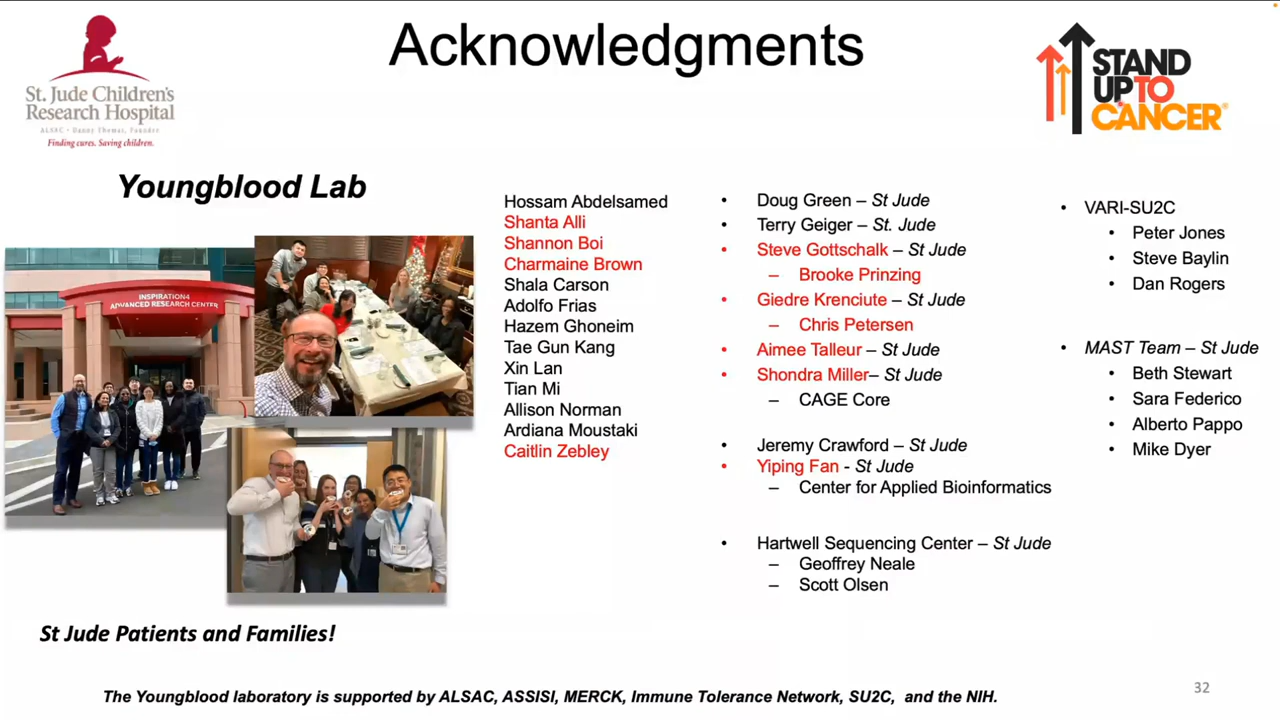 Acknowledgments
St. Jude Children's
Research Hospital
ALSAC • Danny Thomas, Founder
Finding cures. Saving children.
STAND
UP TO
CANCER
Youngblood Lab
INSPIRATION4
ADVANCED RESEARCH CENTER
St Jude Patients and Families!
Hossam Abdelsamed
Shanta Alli
Shannon Boi
Charmaine Brown
Shala Carson
Adolfo Frias
Hazem Ghoneim
Tae Gun Kang
Xin Lan
Tian Mi
Allison Norman
Ardiana Moustaki
Caitlin Zebley
• Doug Green – St Jude
• Terry Geiger – St. Jude
• Steve Gottschalk – St Jude
– Brooke Prinzing
• Giedre Krenciute – St Jude
– Chris Petersen
• Aimee Talleur – St Jude
• Shondra Miller– St Jude
– CAGE Core
• Jeremy Crawford – St Jude
• Yiping Fan - St Jude
– Center for Applied Bioinformatics
• Hartwell Sequencing Center – St Jude
– Geoffrey Neale
– Scott Olsen
• VARI-SU2C
• Peter Jones
• Steve Baylin
• Dan Rogers
• MAST Team – St Jude
• Beth Stewart
• Sara Federico
• Alberto Pappo
• Mike Dyer
The Youngblood laboratory is supported by ALSAC, ASSISI, MERCK, Immune Tolerance Network, SU2C, and the NIH.
32